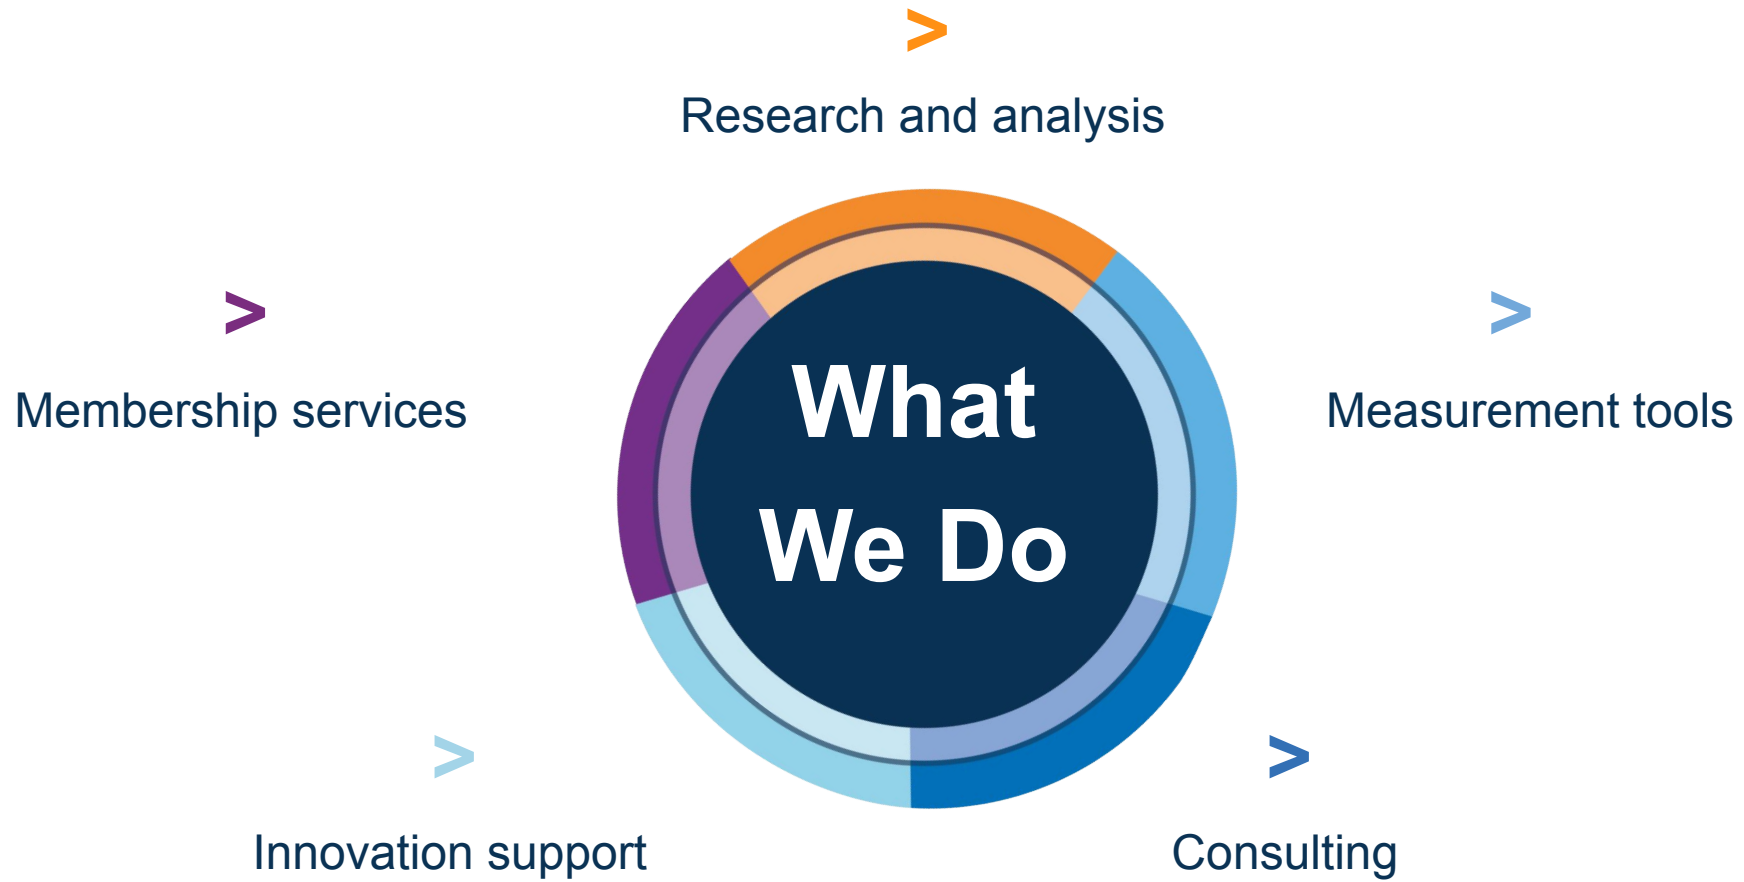 >
Research and analysis
>
Membership services
What
We Do
>
Measurement tools
>
Innovation support
>
Consulting